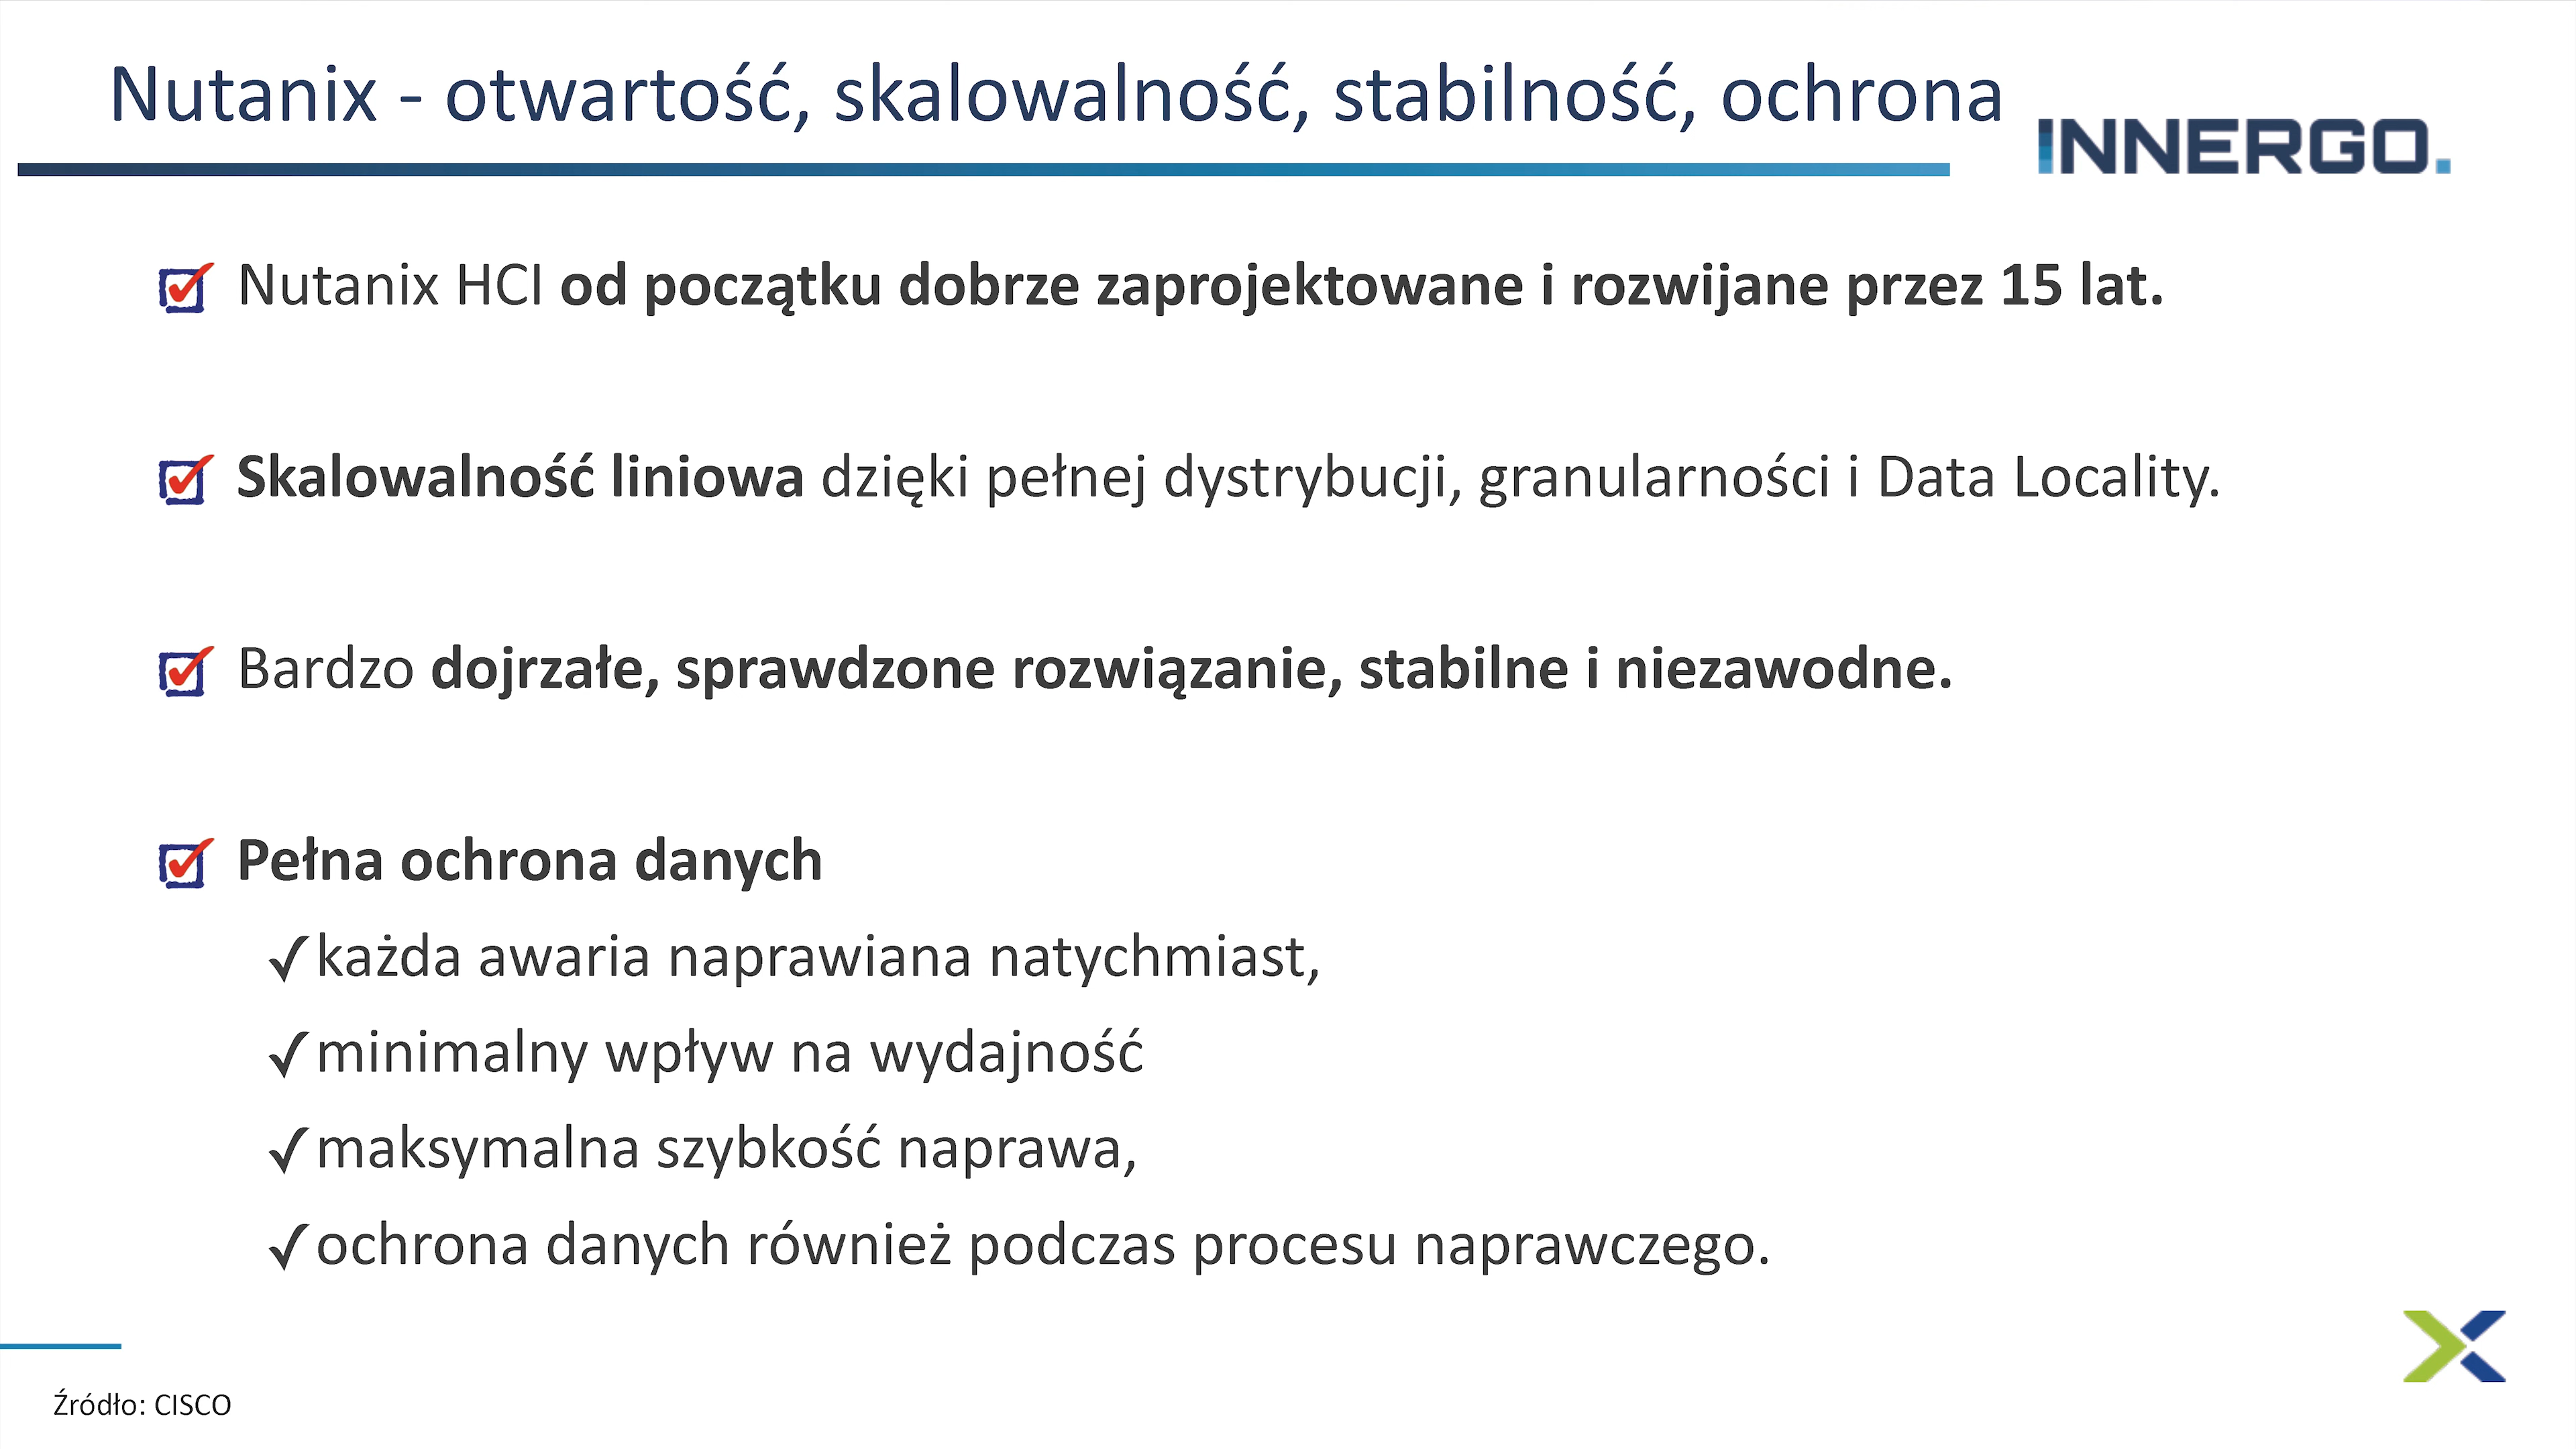 Nutanix - otwartość, skalowalność, stabilność, ochrona
INNERGO.
Nutanix HCI od początku dobrze zaprojektowane i rozwijane przez 15 lat.
Skalowalność liniowa dzięki pełnej dystrybucji, granularności i Data Locality.
Bardzo dojrzałe, sprawdzone rozwiązanie, stabilne i niezawodne.
Pełna ochrona danych
każda awaria naprawiana natychmiast,
minimalny wpływ na wydajność
maksymalna szybkość naprawa,
ochrona danych również podczas procesu naprawczego.
Źródło: CISCO